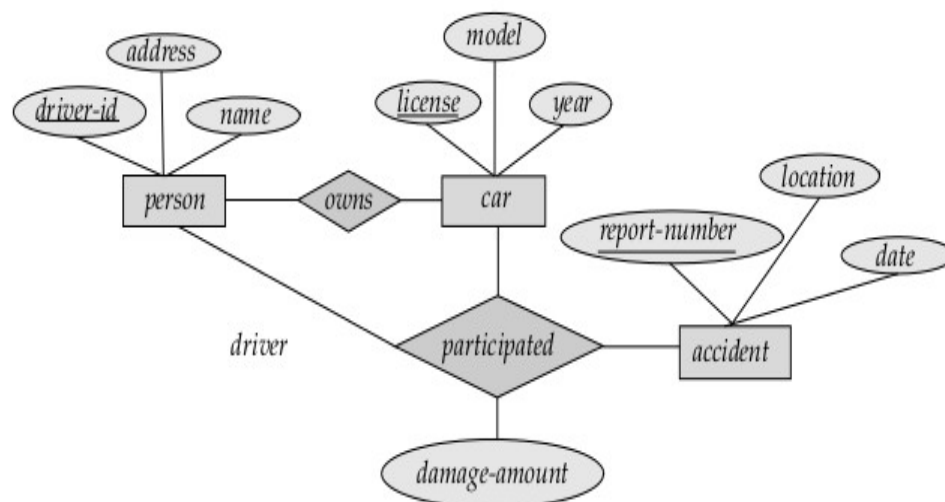 model
address
driver-id
name
license
year
person
owns
car
location
report-number
date
driver
participated
accident
damage-amount